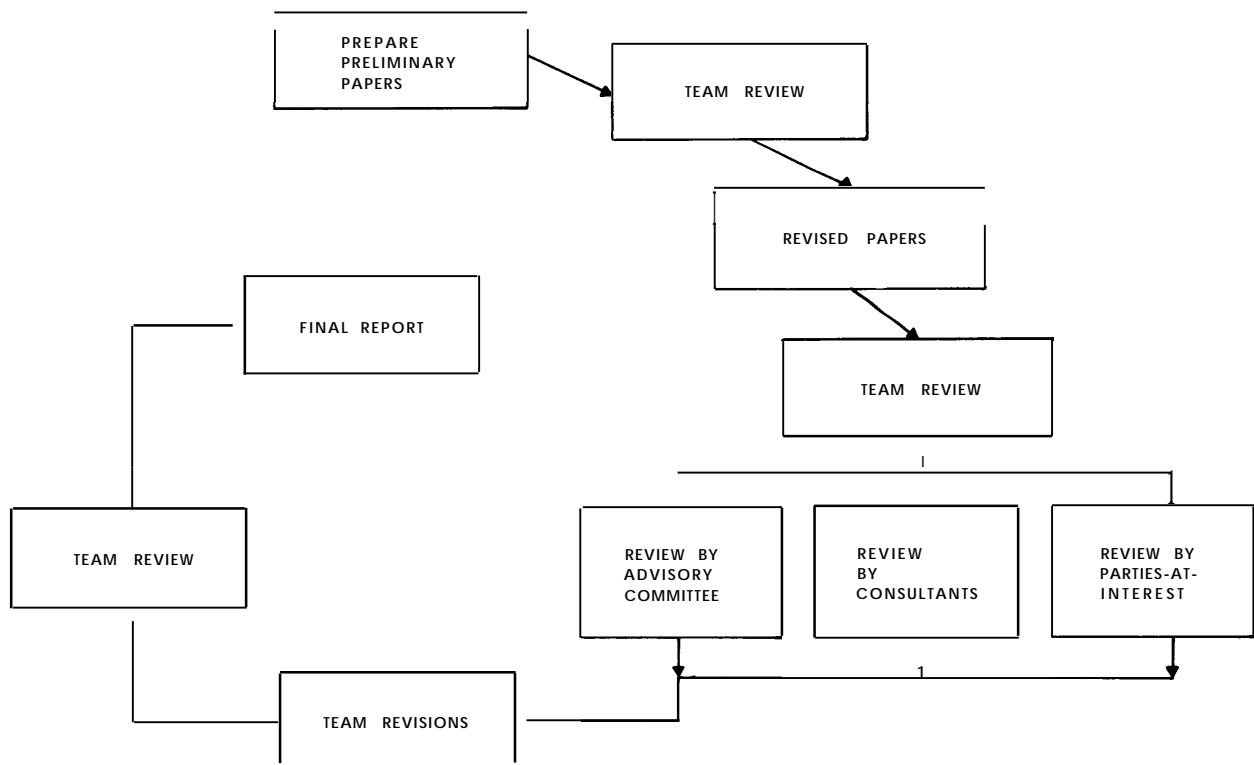 PREPARE
PRELIMINARY
PAPERS
TEAM REVIEW
REVISED PAPERS
FINAL REPORT
TEAM REVIEW
TEAM REVIEW
REVIEW BY
ADVISORY
COMMITTEE
REVIEW
BY
CONSULTANTS
REVIEW BY
PARTIES-AT-
INTEREST
TEAM REVISIONS